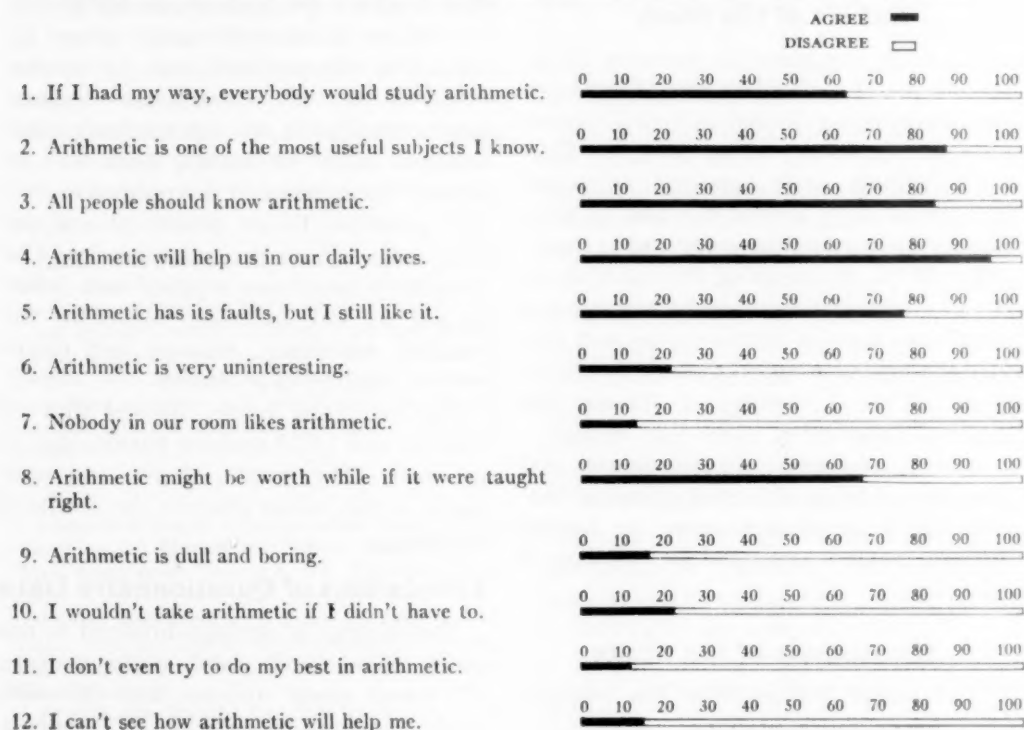 AGREE
DISAGREE
0 10 20 30 40 50 60 70 80 90 100
1. If I had my way, everybody would study arithmetic.
0 10 20 30 40 50 60 70 80 90 100
2. Arithmetic is one of the most useful subjects I know.
0 10 20 30 40 50 60 70 80 90 100
3. All people should know arithmetic.
0 10 20 30 40 50 60 70 80 90 100
4. Arithmetic will help us in our daily lives.
0 10 20 30 40 50 60 70 80 90 100
5. Arithmetic has its faults, but I still like it.
0 10 20 30 40 50 60 70 80 90 100
6. Arithmetic is very uninteresting.
0 10 20 30 40 50 60 70 80 90 100
7. Nobody in our room likes arithmetic.
0 10 20 30 40 50 60 70 80 90 100
8. Arithmetic might be worth while if it were taught
right.
0 10 20 30 40 50 60 70 80 90 100
9. Arithmetic is dull and boring.
0 10 20 30 40 50 60 70 80 90 100
10. I wouldn't take arithmetic if I didn't have to.
0 10 20 30 40 50 60 70 80 90 100
11. I don't even try to do my best in arithmetic.
0 10 20 30 40 50 60 70 80 90 100
12. I can't see how arithmetic will help me.